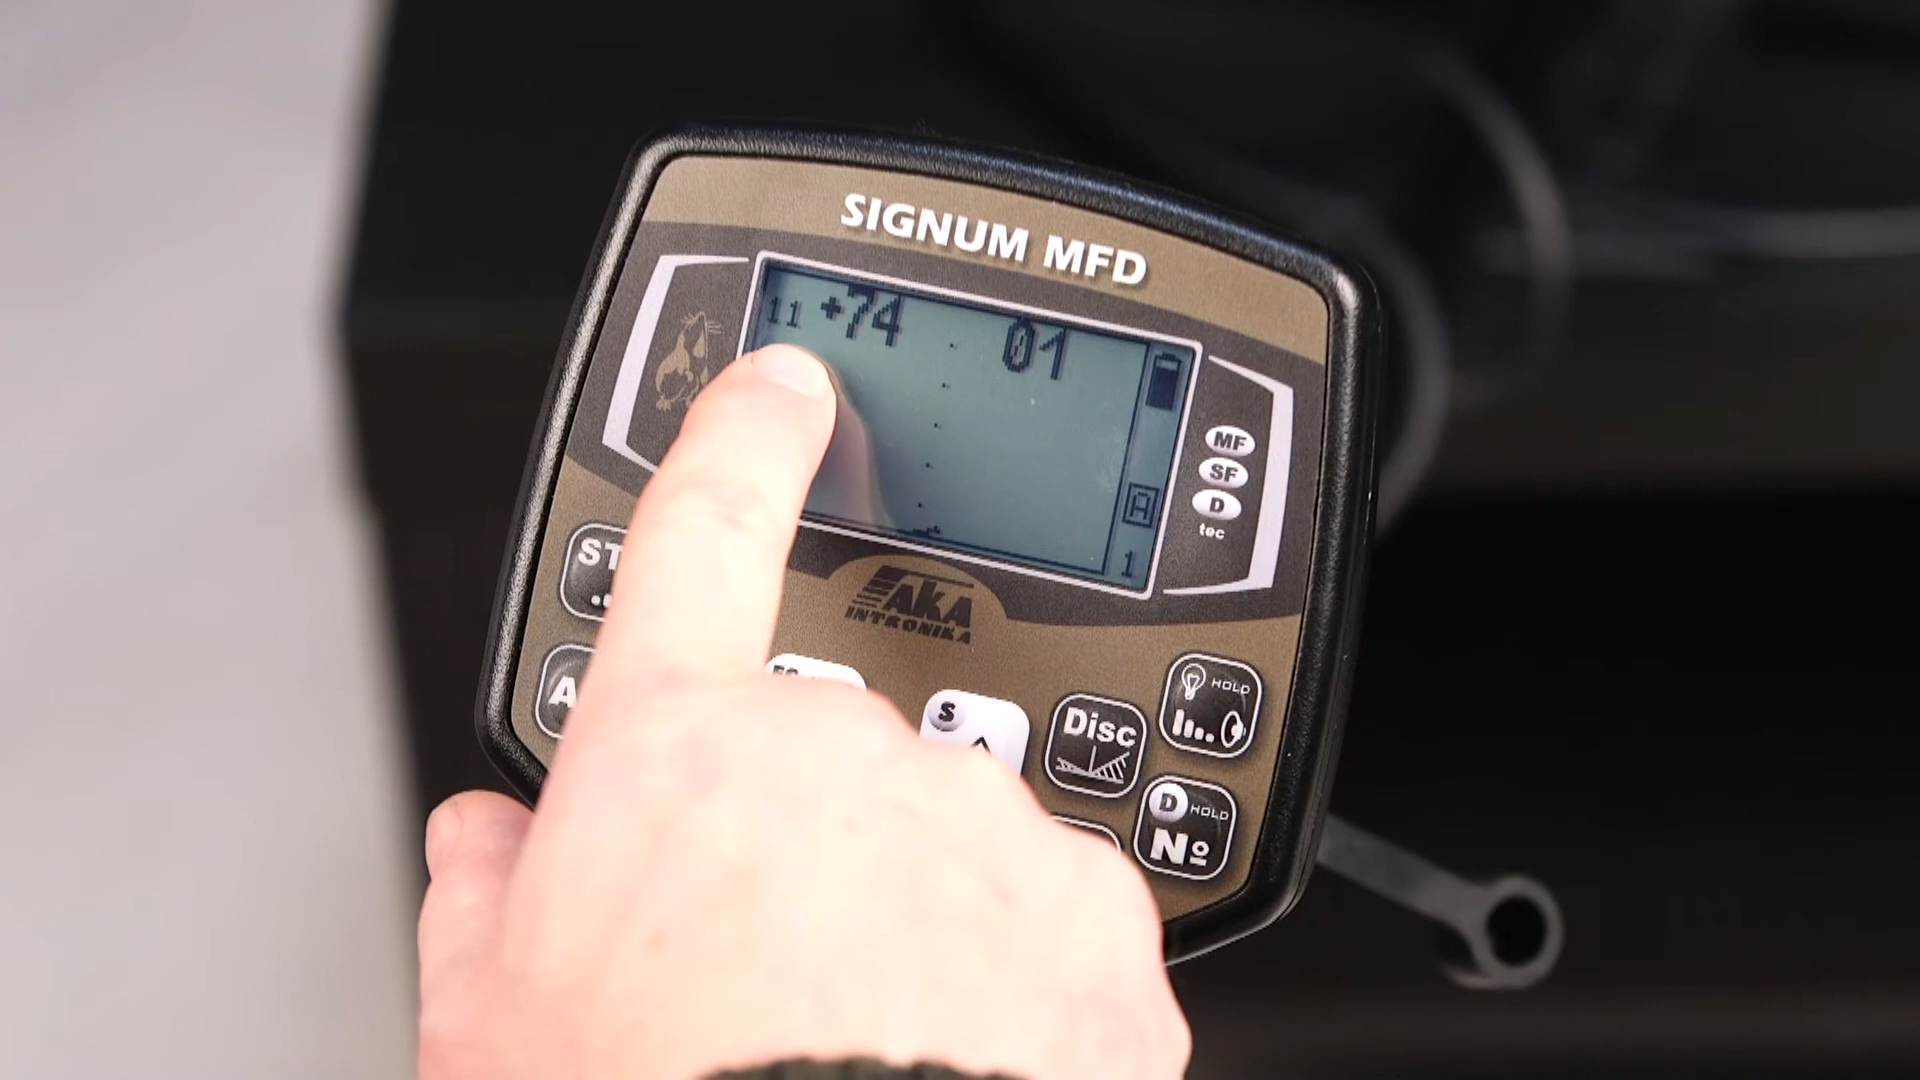 SIGNUM MFD
11 +74 01
MF
SF
D
tec
A
1
AKA
INTRONIKA
ST
A
S
Disc
HOLD
D HOLD
Nº